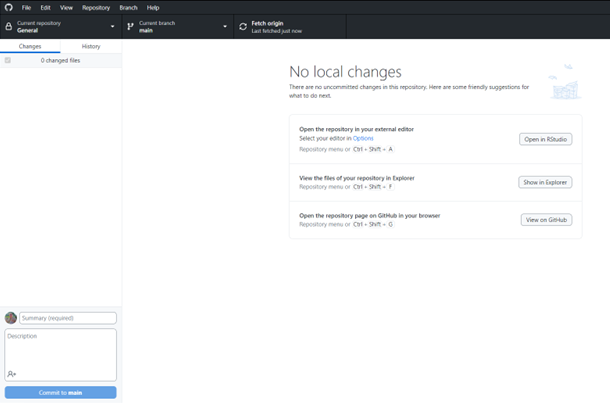 File Edit View Repository Branch Help
Current repository
General
Current branch
main
Fetch origin
Last fetched just now
Changes History
0 changed files
No local changes
There are no uncommitted changes in this repository. Here are some friendly suggestions for
what to do next.
Open the repository in your external editor
Select your editor in Options
Repository menu or Ctrl + Shift + A
Open in RStudio
View the files of your repository in Explorer
Repository menu or Ctrl + Shift + F
Show in Explorer
Open the repository page on GitHub in your browser
Repository menu or Ctrl + Shift + G
View on GitHub
Summary (required)
Description
Commit to main